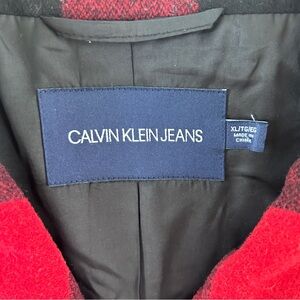 CALVIN KLEIN JEANS
XL/TG/EG
MADE IN
CHINA